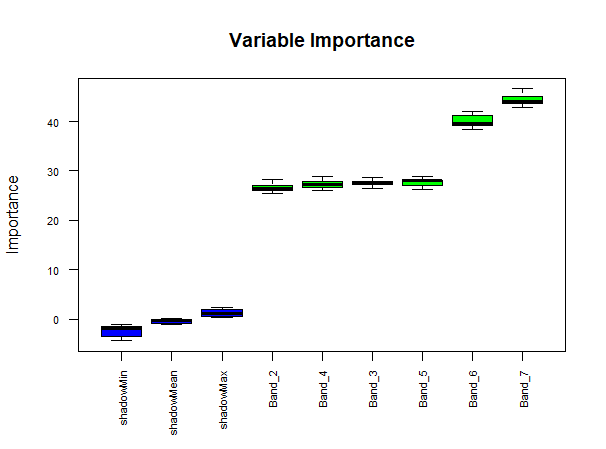 Variable Importance
Importance
40
30
20
10
0
shadowMin
shadowMean
shadowMax
Band_2
Band_4
Band_3
Band_5
Band_6
Band_7